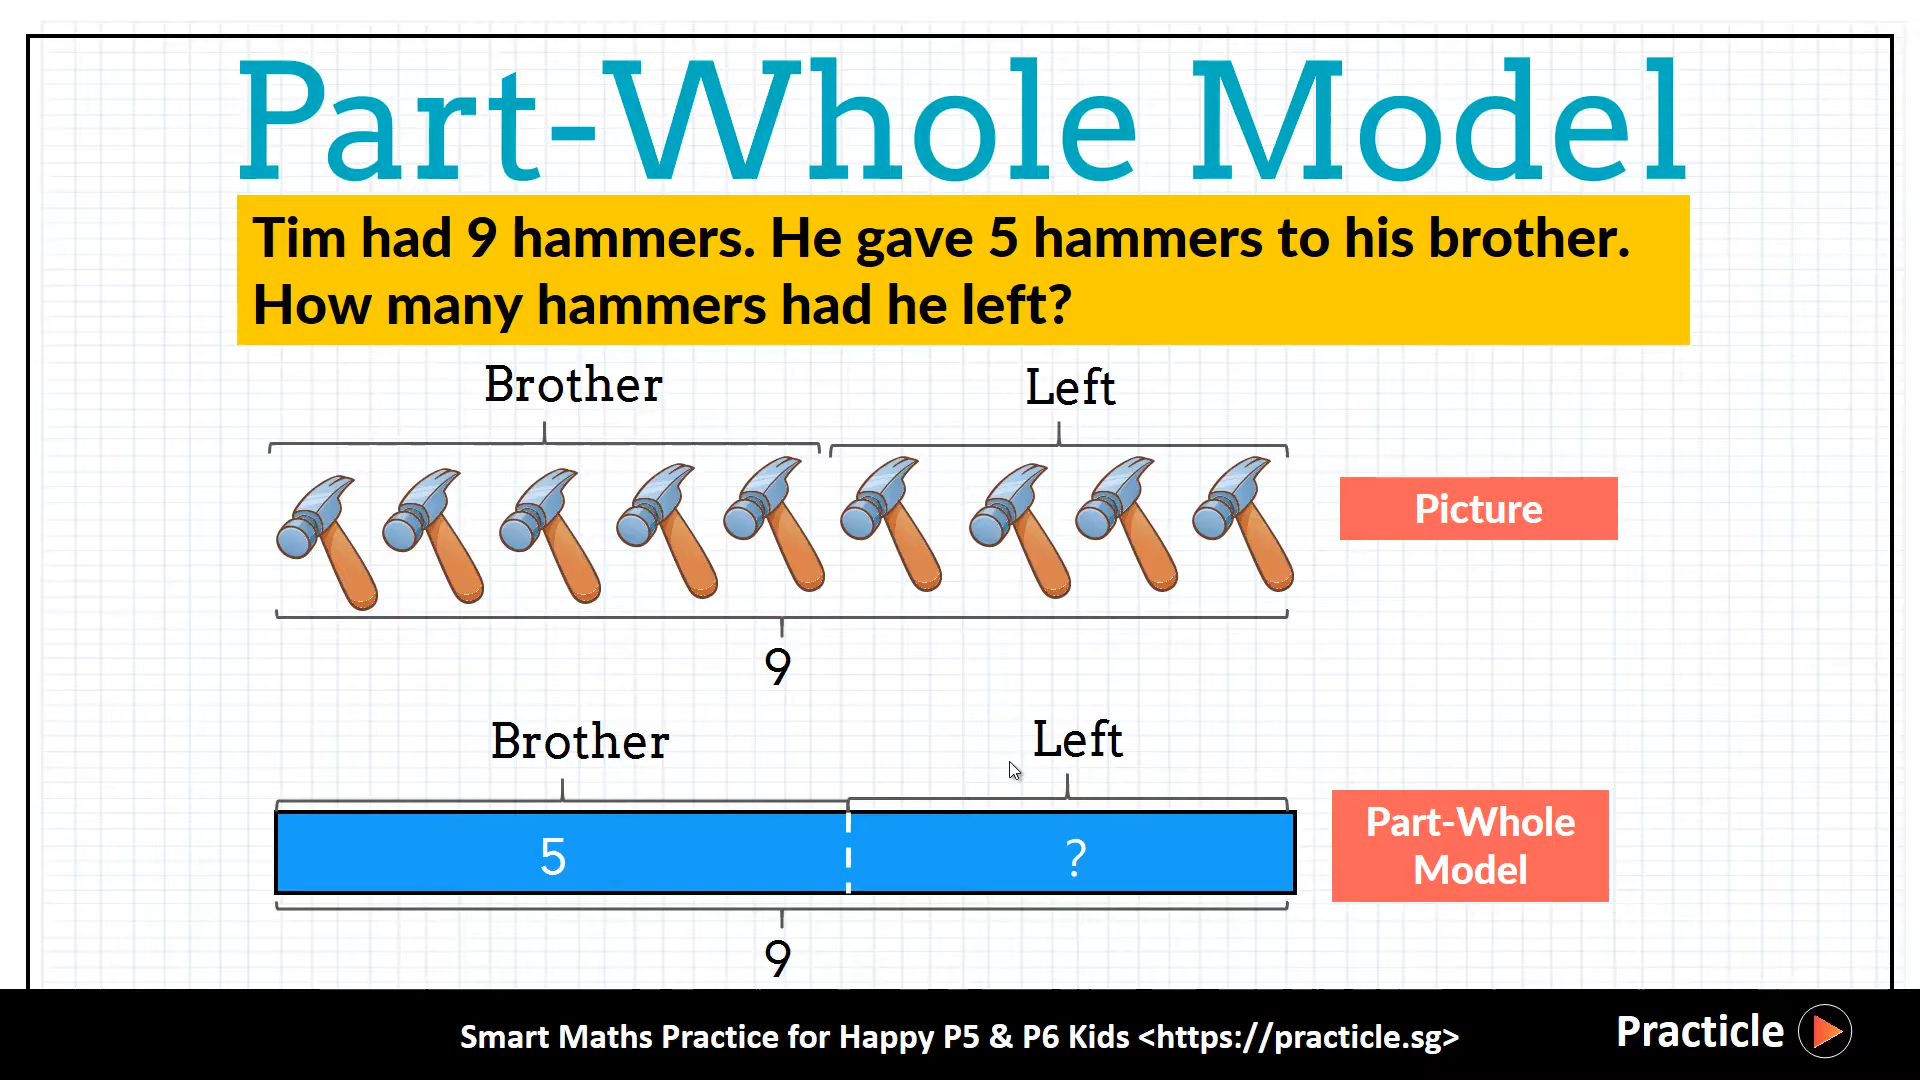 Part-Whole Model
Tim had 9 hammers. He gave 5 hammers to his brother.
How many hammers had he left?
Brother
Left
Picture
9
Brother
Left
5
?
Part-Whole
Model
9
Smart Maths Practice for Happy P5 & P6 Kids <https://practicle.sg>
Practicle